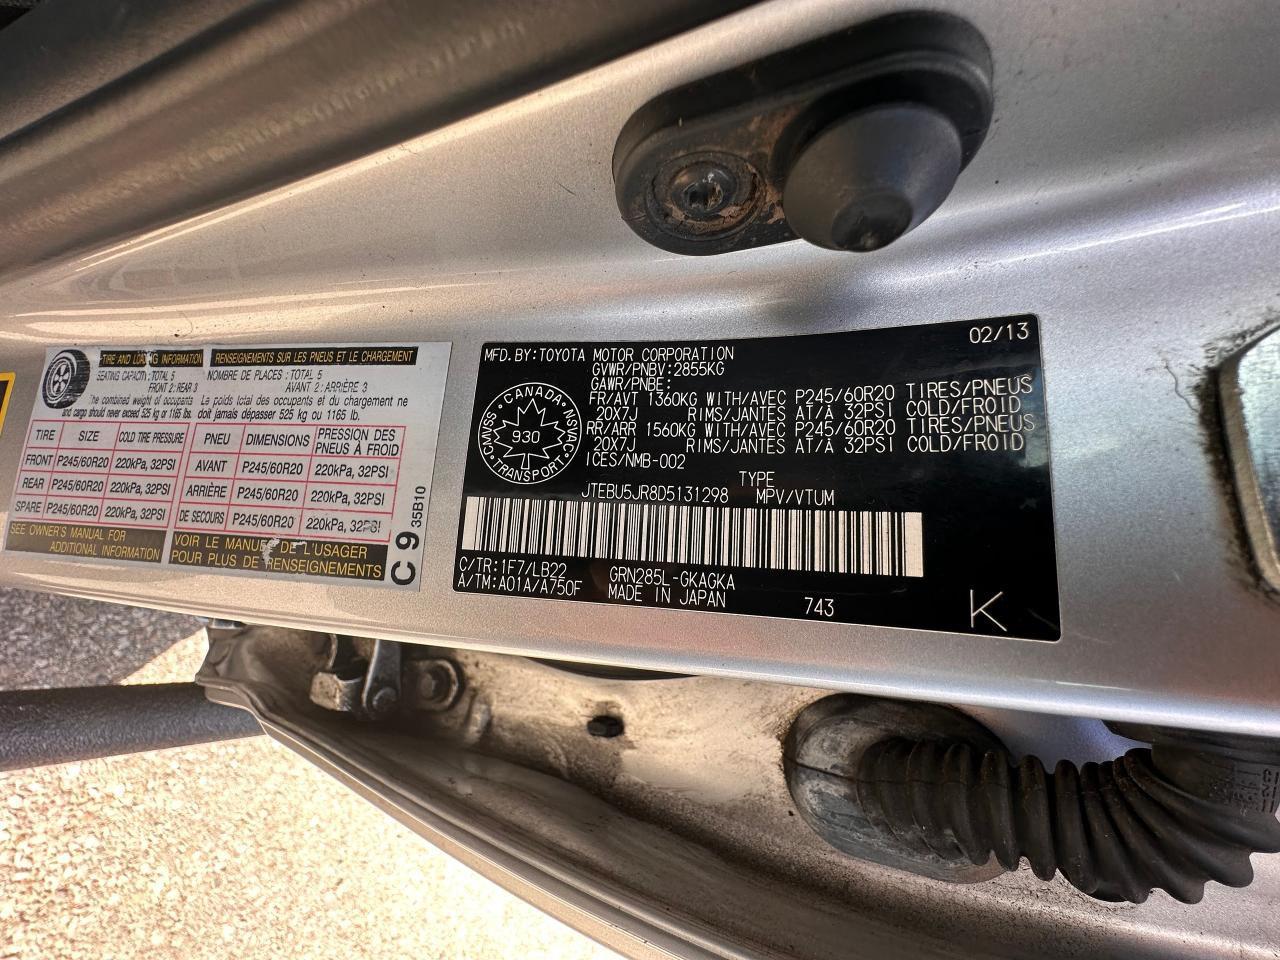 TIRE AND LOADING INFORMATION
SEATING CAPACITY: TOTAL 5
FRONT 2: REAR 3
The combined weight of occupants
and cargo should never exceed 525 kg or 1165 lbs.
RENSEIGNEMENTS SUR LES PNEUS ET LE CHARGEMENT
NOMBRE DE PLACES: TOTAL 5
AVANT 2: ARRIÈRE 3
Le poids total des occupants et du chargement ne
doit jamais dépasser 525 kg ou 1165 lb.
TIRE SIZE COLD TIRE PRESSURE PNEU DIMENSIONS PRESSION DES PNEUS À FROID
FRONT P245/60R20 220kPa, 32PSI AVANT P245/60R20 220kPa, 32PSI
REAR P245/60R20 220kPa, 32PSI ARRIÈRE P245/60R20 220kPa, 32PSI
SPARE P245/60R20 220kPa, 32PSI DE SECOURS P245/60R20 220kPa, 32PSI
SEE OWNER'S MANUAL FOR
ADDITIONAL INFORMATION
VOIR LE MANUEL DE L'USAGER
POUR PLUS DE RENSEIGNEMENTS
C9 35B10
MFD.BY:TOYOTA MOTOR CORPORATION 02/13
GVWR/PNBV:2855KG
GAWR/PNBE:
FR/AVT 1360KG WITH/AVEC P245/60R20 TIRES/PNEUS
20X7J RIMS/JANTES AT/À 32PSI COLD/FROID
RR/ARR 1560KG WITH/AVEC P245/60R20 TIRES/PNEUS
20X7J RIMS/JANTES AT/À 32PSI COLD/FROID
ICES/NMB-002
CANADA
CMVSS NSVAC
930
TRANSPORT
TYPE
JTEBU5JR8D5131298 MPV/VTUM
C/TR:1F7/LB22 GRN285L-GKAGKA
A/TM:A01A/A750F MADE IN JAPAN 743 K